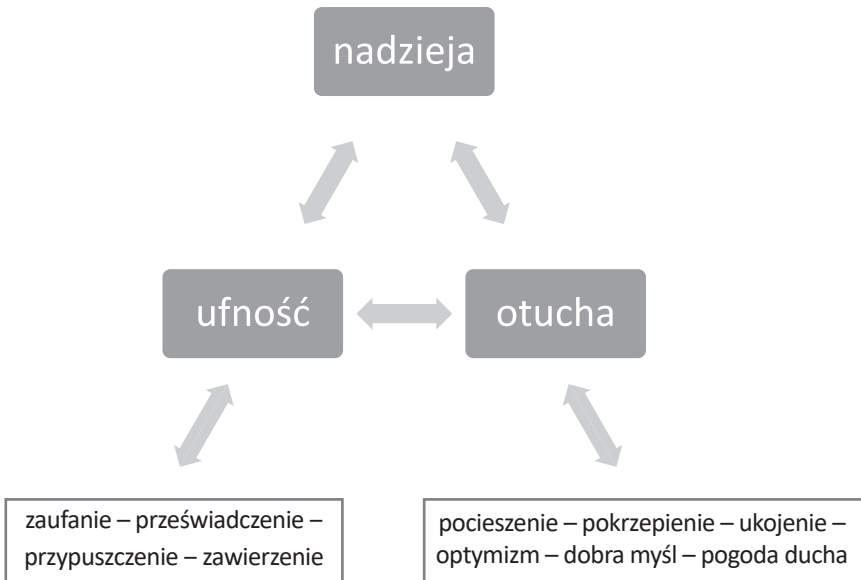 nadzieja
ufność
otucha
zaufanie – przeświadczenie –
przypuszczenie – zawierzenie
pocieszenie – pokrzepienie – ukojenie –
optymizm – dobra myśl – pogoda ducha